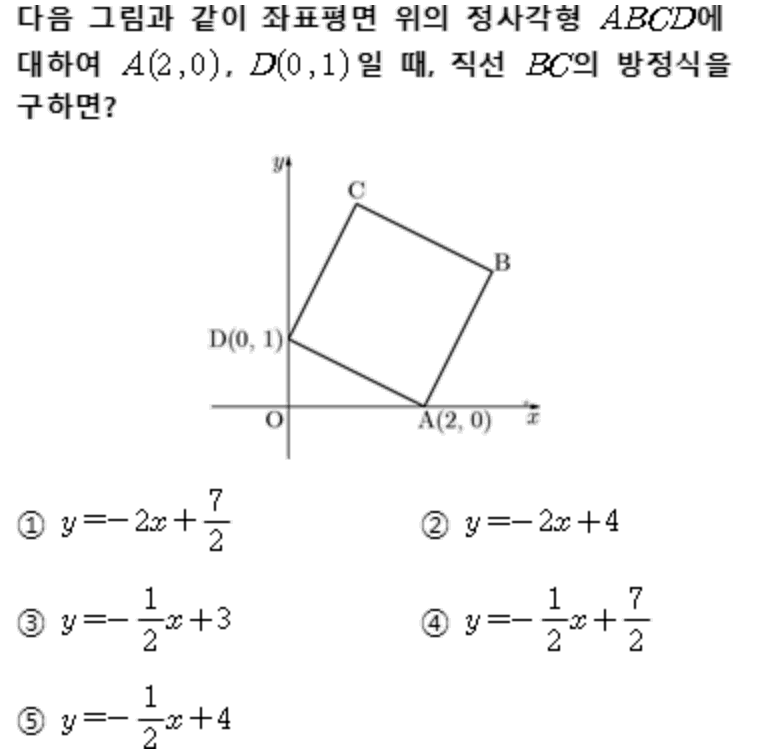 다음 그림과 같이 좌표평면 위의 정사각형 ABCD에
대하여 A(2,0), D(0,1)일 때, 직선 BC의 방정식을
구하면?
y
C
B
D(0, 1)
O
A(2, 0)
x
① y=-2x+7/2
② y=-2x+4
③ y=-1/2x+3
④ y=-1/2x+7/2
⑤ y=-1/2x+4